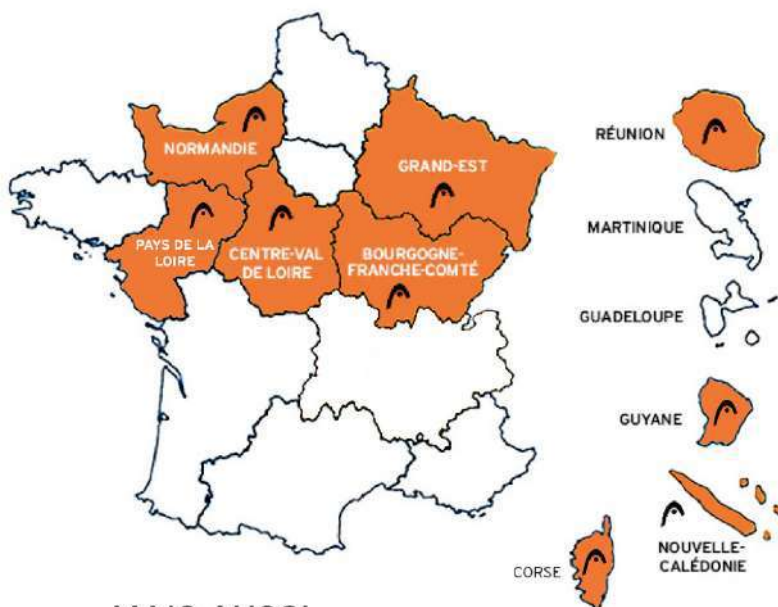 NORMANDIE
GRAND-EST
PAYS DE LA
LOIRE
CENTRE-VAL
DE LOIRE
BOURGOGNE-
FRANCHE-COMTÉ
RÉUNION
MARTINIQUE
GUADELOUPE
GUYANE
NOUVELLE-
CALÉDONIE
CORSE